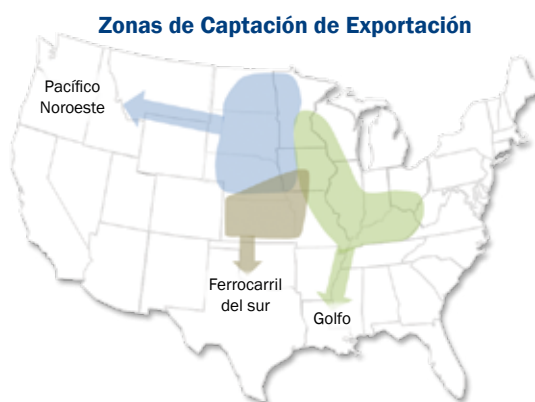 Zonas de Captación de Exportación
Pacífico
Noroeste
Ferrocarril
del sur
Golfo